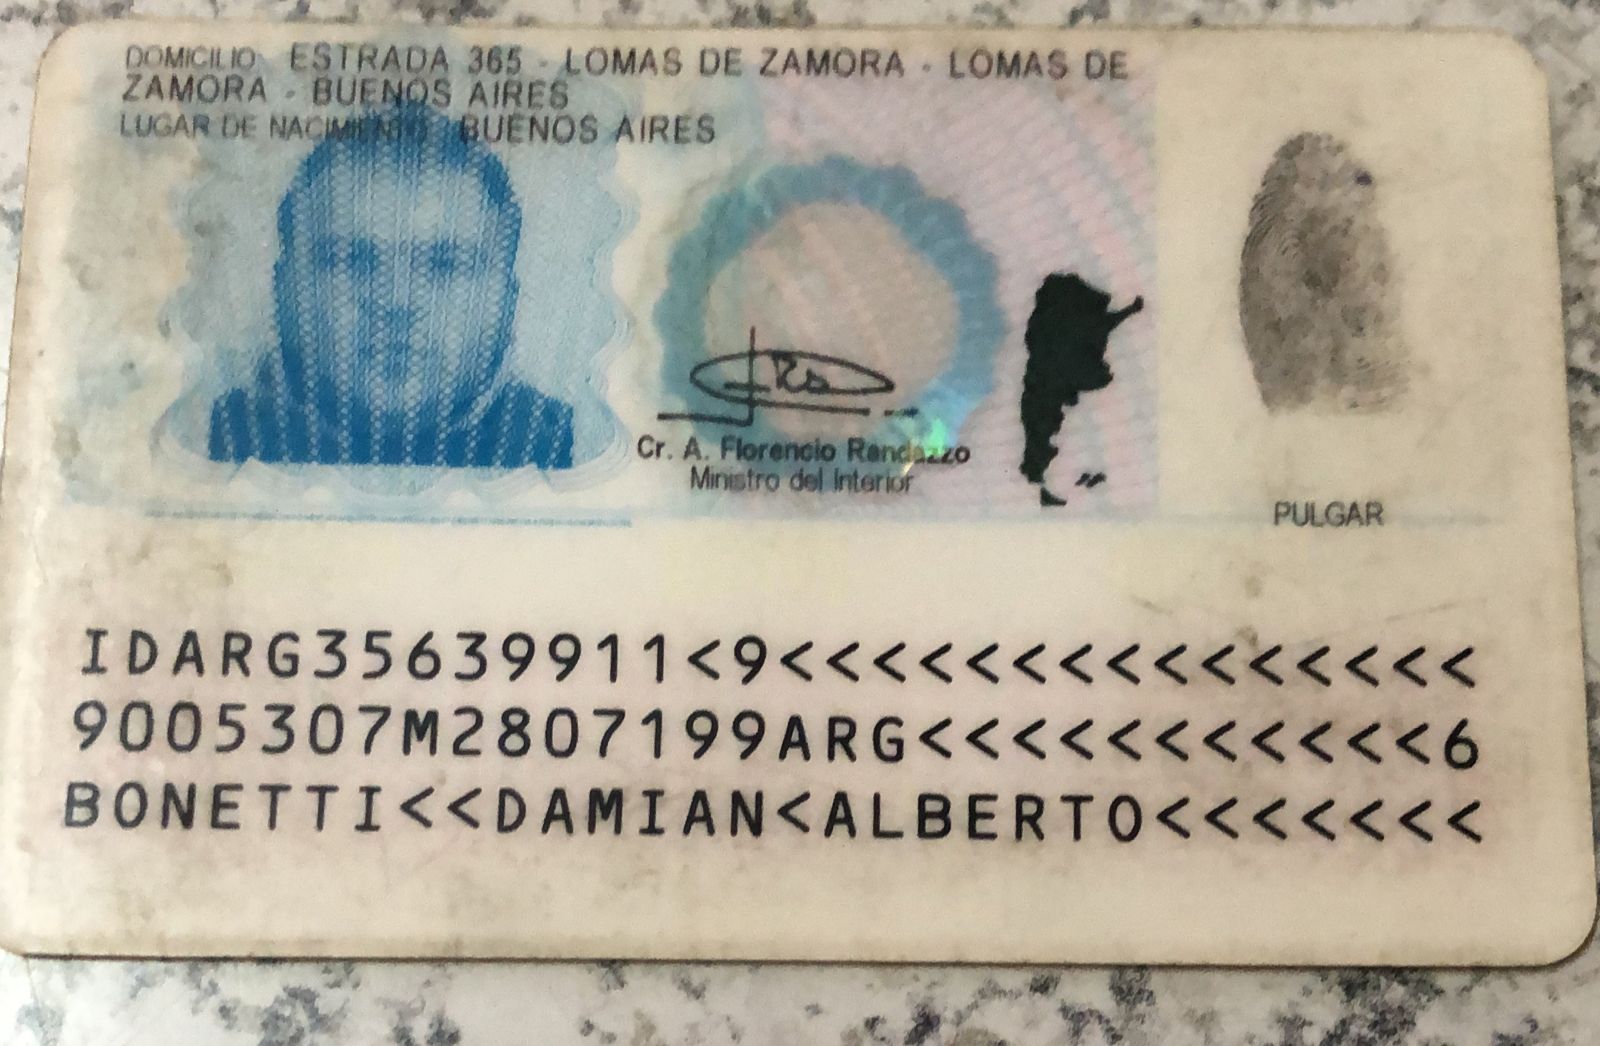 DOMICILIO: ESTRADA 365 - LOMAS DE ZAMORA - LOMAS DE
ZAMORA - BUENOS AIRES
LUGAR DE NACIMIENTO: BUENOS AIRES
Cr. A. Florencio Randazzo
Ministro del Interior
PULGAR
IDARG35639911<9<<<<<<<<<<<<<<<
9005307M2807199ARG<<<<<<<<<<<6
BONETTI<<DAMIAN<ALBERTO<<<<<<<